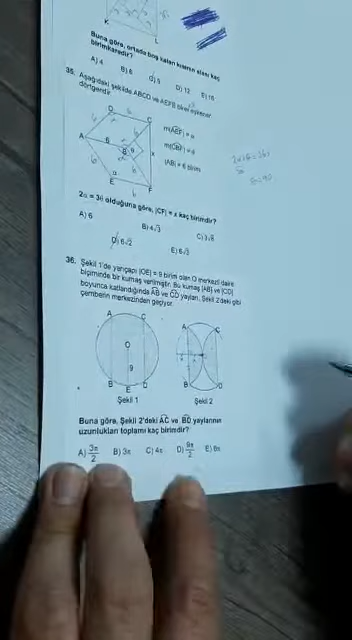 K
L
Buna göre, ortada boş kalan kısmın alanı kaç
birimkaredir?
A) 4
B) 6
C) 9
D) 12
E) 16
35. Aşağıdaki şekilde ABCD ve AEFB birer eşkenar
dörtgendir.
D
C
A
B
E
F
m(AEF) = α
|AB| = 6 birim
2α = 3θ olduğuna göre, |CF| = x kaç birimdir?
A) 6
B) 4√3
C) 3√6
D) 6√2
E) 6√3
36. Şekil 1'de yarıçapı |OE| = 9 birim olan O merkezli daire
biçiminde bir kumaş verilmiştir. Bu kumaş [AB] ve [CD]
boyunca katlandığında AB ve CD yayları, Şekil 2'deki gibi
çemberin merkezinden geçiyor.
A
C
O
9
B
E
D
Şekil 1
A
C
B
D
Şekil 2
Buna göre, Şekil 2'deki AC ve BD yaylarının
uzunlukları toplamı kaç birimdir?
A) 3π/2
B) 3π
C) 4π
D) 9π/2
E) 6π